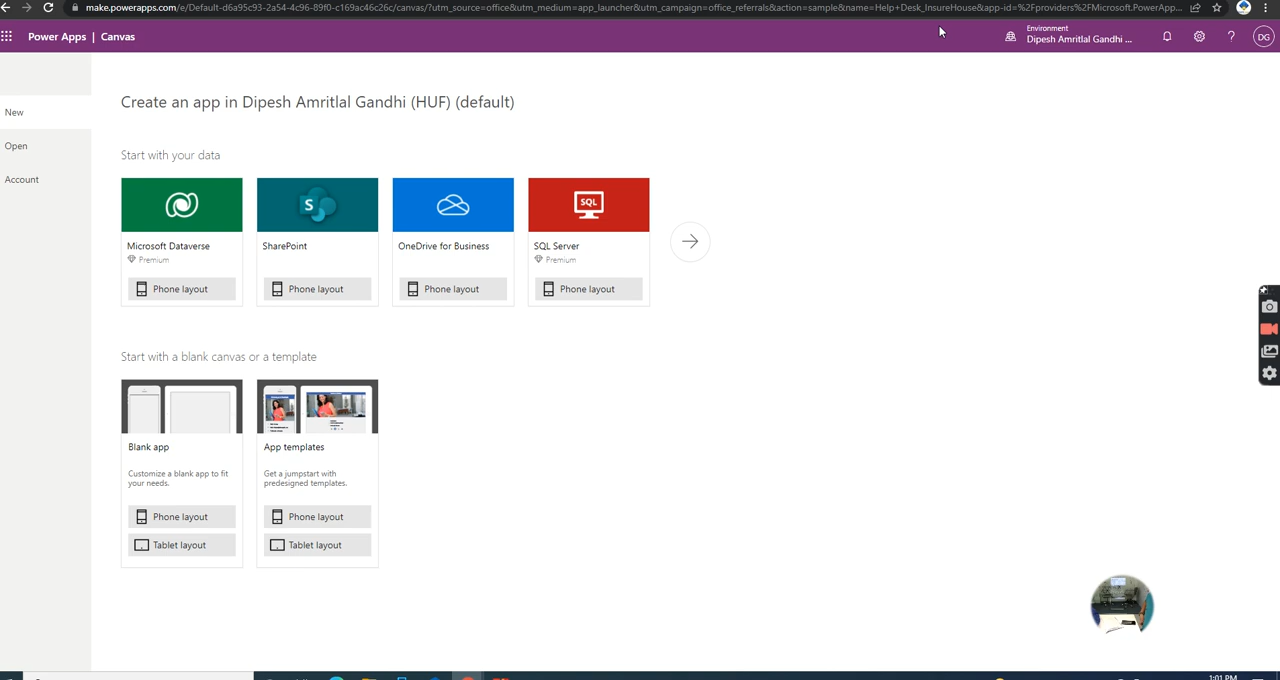 make.powerapps.com/e/Default-d6a95c93-2a54-4c96-89f0-c169ac46c26c/canvas/?utm_source=office&utm_medium=app_launcher&utm_campaign=office_referrals&action=sample&name=Help+Desk_InsureHouse&app-id=%2Fproviders%2FMicrosoft.PowerApp...
Power Apps | Canvas
Environment
Dipesh Amritlal Gandhi ...
?
DG
New
Open
Account
Create an app in Dipesh Amritlal Gandhi (HUF) (default)
Start with your data
S
SQL
Microsoft Dataverse
SharePoint
OneDrive for Business
SQL Server
Premium
Premium
Phone layout
Phone layout
Phone layout
Phone layout
Start with a blank canvas or a template
Blank app
App templates
Customize a blank app to fit
your needs.
Get a jumpstart with
predesigned templates.
Phone layout
Phone layout
Tablet layout
Tablet layout
1:01 PM